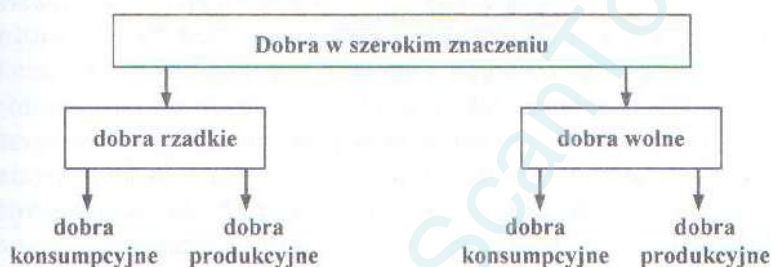 Dobra w szerokim znaczeniu
dobra rzadkie
dobra wolne
dobra
konsumpcyjne
dobra
produkcyjne
dobra
konsumpcyjne
dobra
produkcyjne